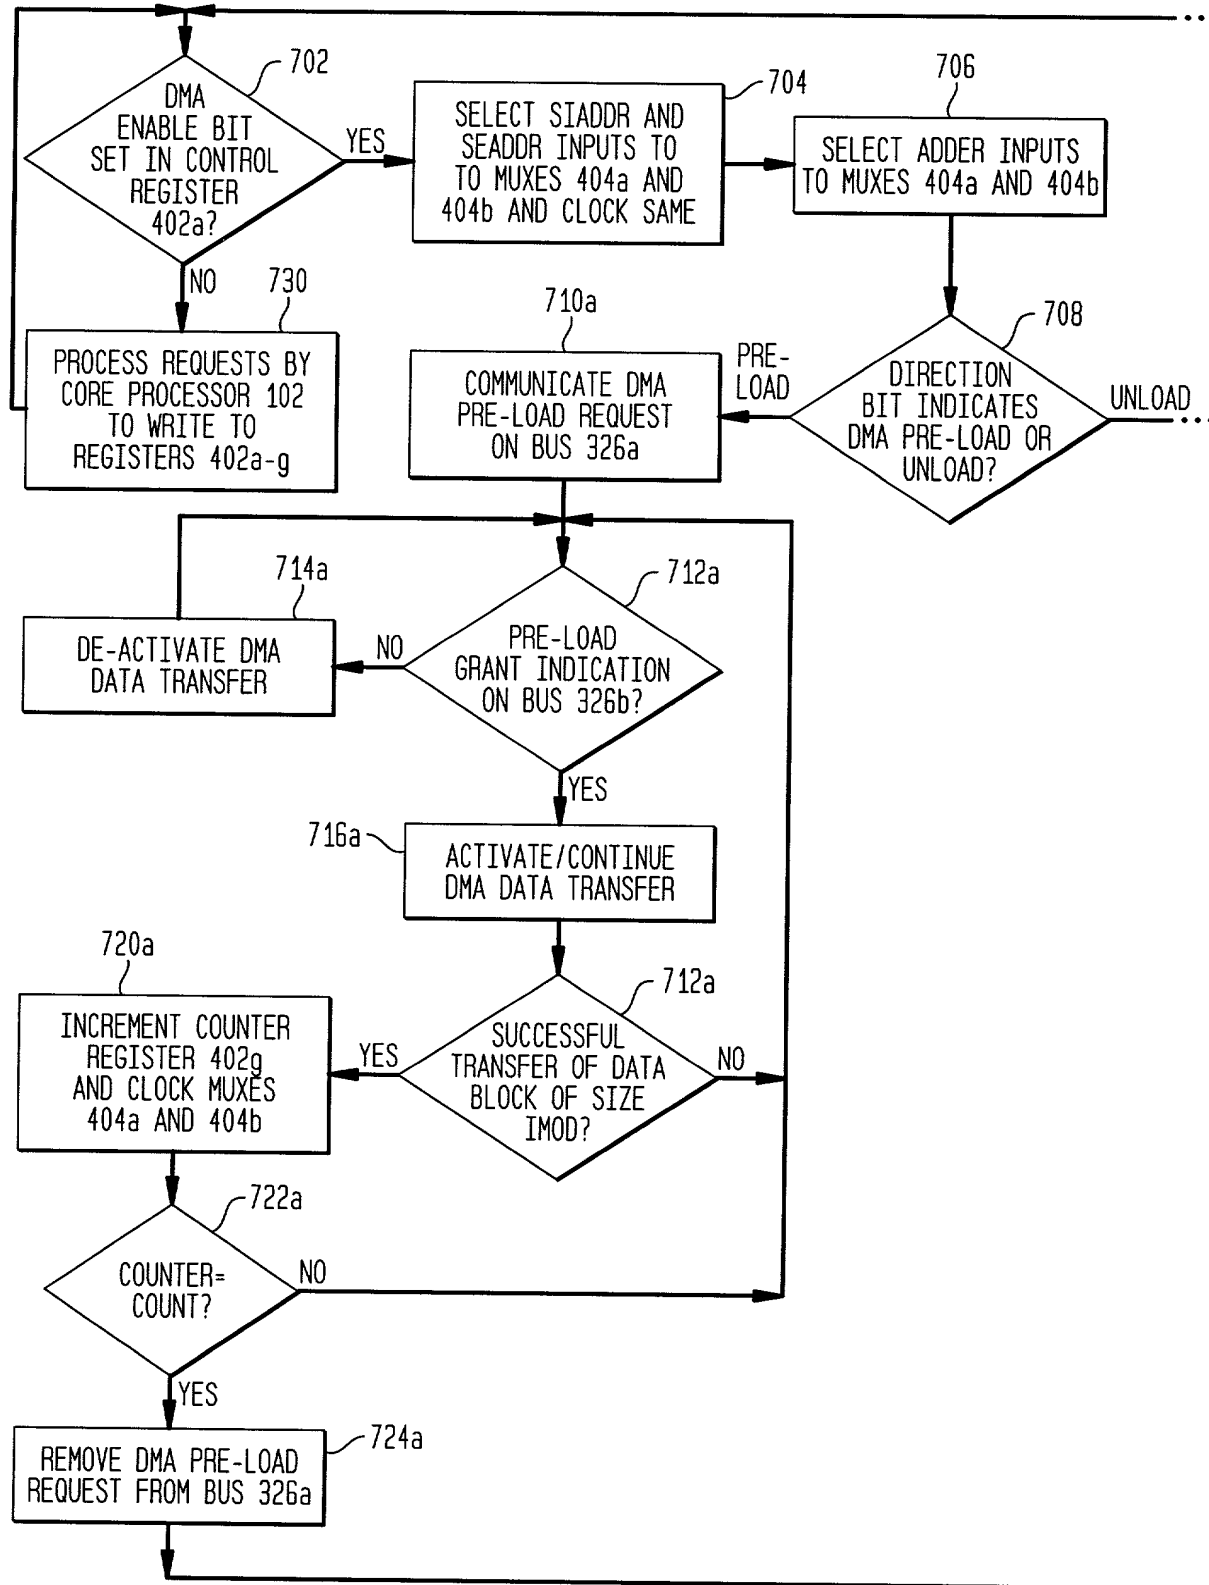 702
DMA
ENABLE BIT
SET IN CONTROL
REGISTER
402a?
YES
NO
704
SELECT SIADDR AND
SEADDR INPUTS TO
TO MUXES 404a AND
404b AND CLOCK SAME
706
SELECT ADDER INPUTS
TO MUXES 404a AND 404b
730
PROCESS REQUESTS BY
CORE PROCESSOR 102
TO WRITE TO
REGISTERS 402a-g
708
DIRECTION
BIT INDICATES
DMA PRE-LOAD OR
UNLOAD?
PRE-
LOAD
UNLOAD
710a
COMMUNICATE DMA
PRE-LOAD REQUEST
ON BUS 326a
712a
PRE-LOAD
GRANT INDICATION
ON BUS 326b?
NO
YES
714a
DE-ACTIVATE DMA
DATA TRANSFER
716a
ACTIVATE/CONTINUE
DMA DATA TRANSFER
712a
SUCCESSFUL
TRANSFER OF DATA
BLOCK OF SIZE
IMOD?
YES
NO
720a
INCREMENT COUNTER
REGISTER 402g
AND CLOCK MUXES
404a AND 404b
722a
COUNTER=
COUNT?
NO
YES
724a
REMOVE DMA PRE-LOAD
REQUEST FROM BUS 326a